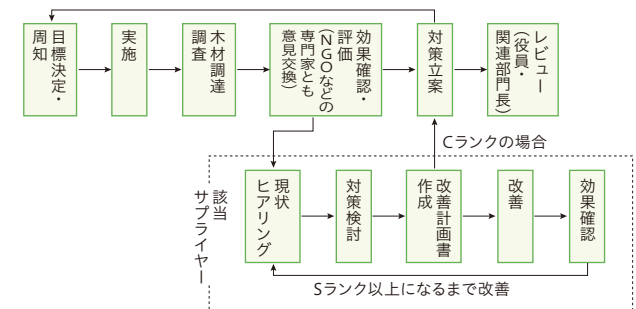 目標決定・
周知
実施
木材調達
調査
効果確認・
評価
(NGOなどの
専門家とも
意見交換)
対策立案
レビュー
(役員・
関連部門長)
Cランクの場合
該当
サプライヤー
現状
ヒアリング
対策検討
改善計画書
作成
改善
効果確認
Sランク以上になるまで改善